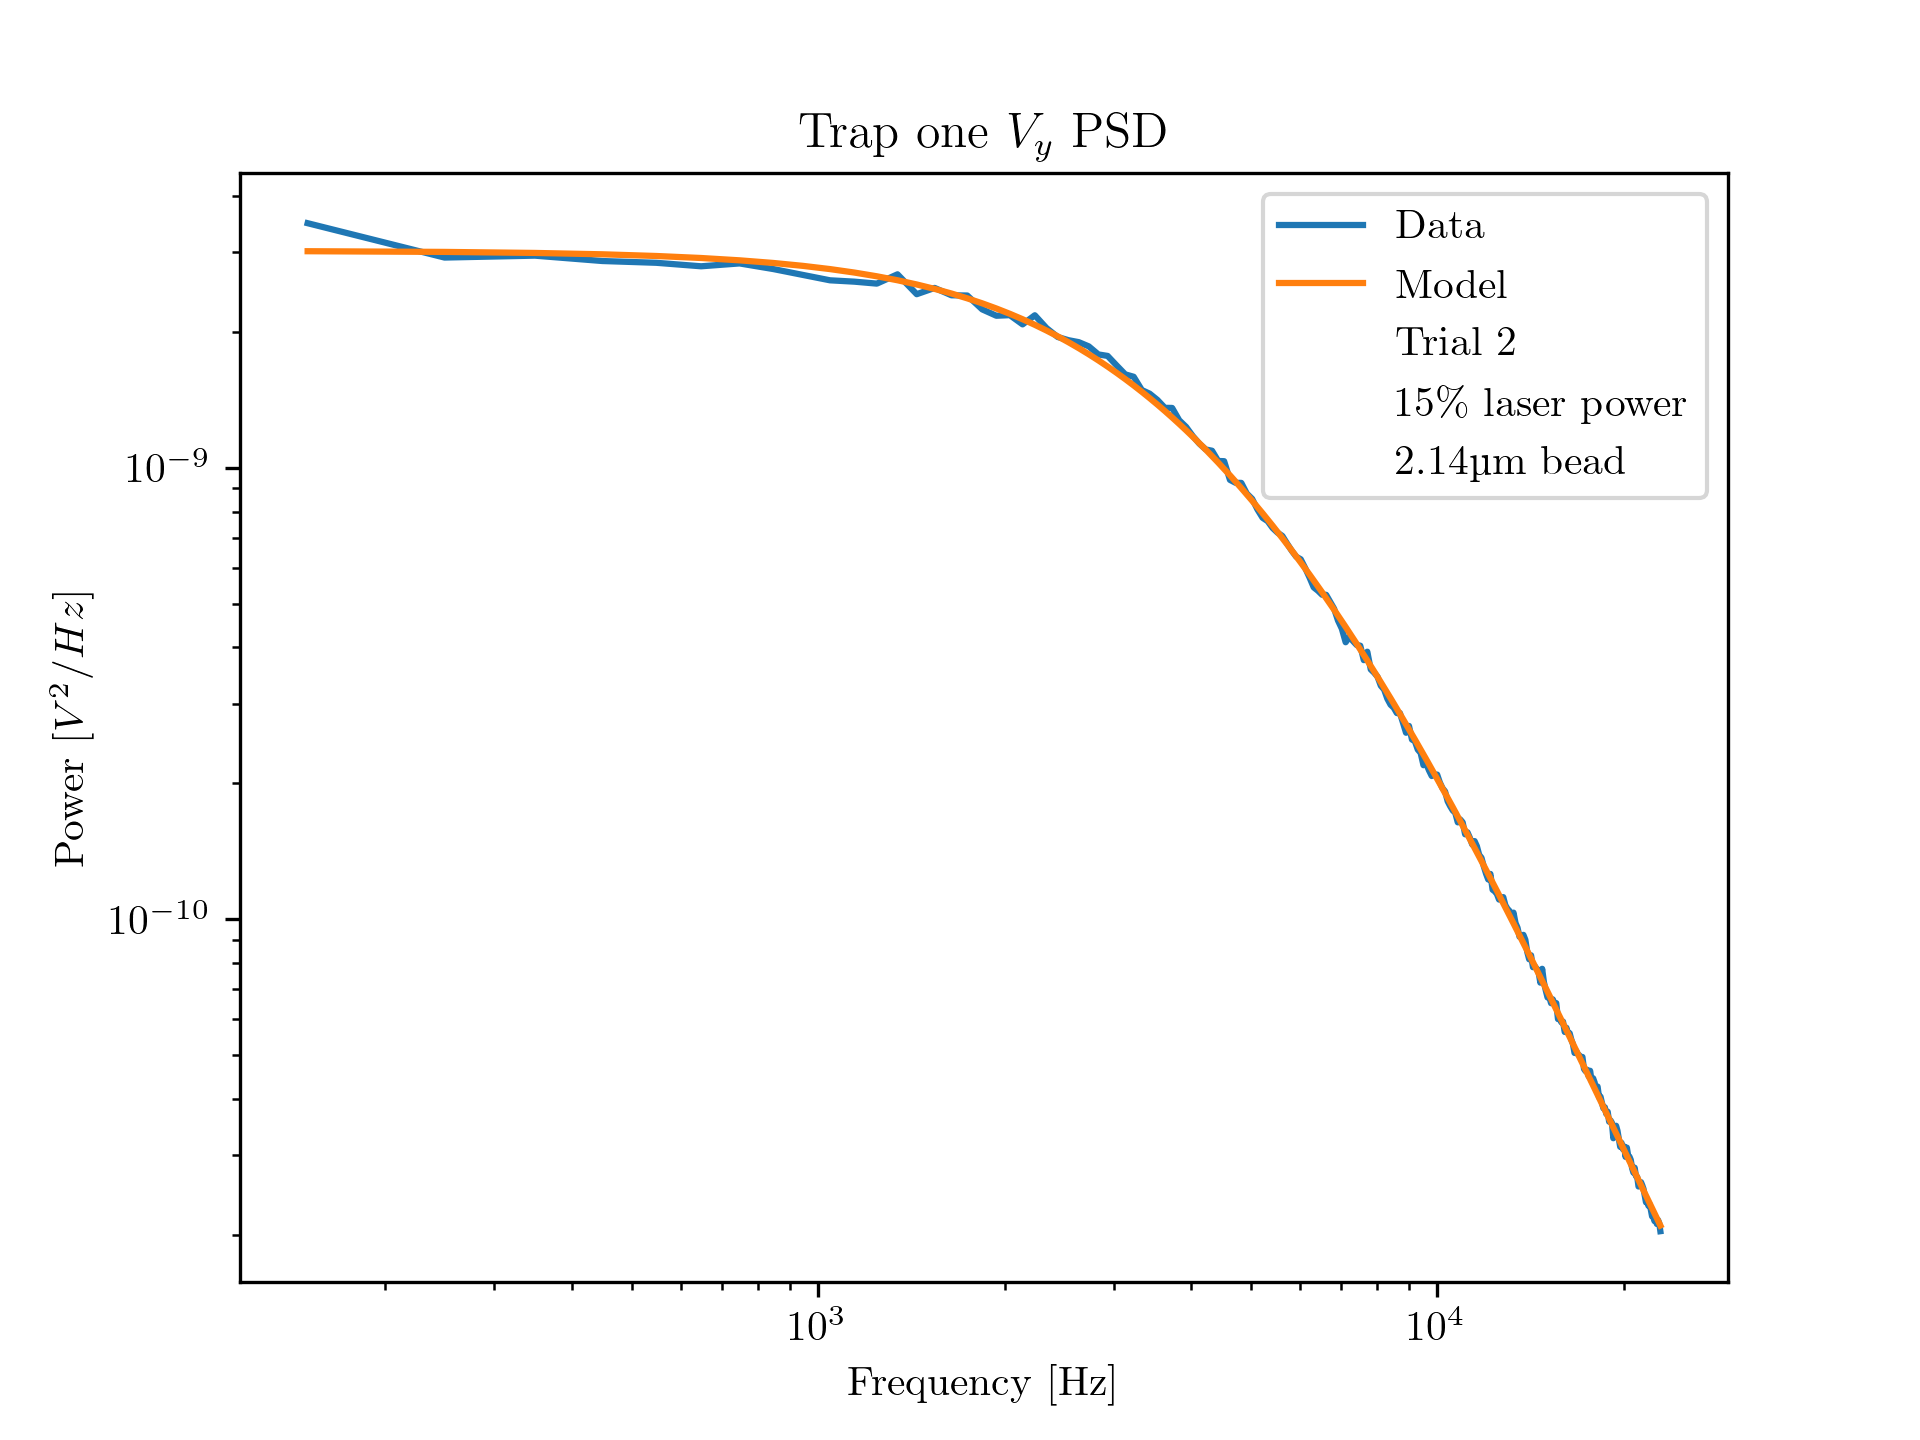 Trap one $V_y$ PSD
Data
Model
Trial 2
15% laser power
2.14µm bead
Power [$V^2/Hz$]
$10^{-9}$
$10^{-10}$
$10^3$
$10^4$
Frequency [Hz]